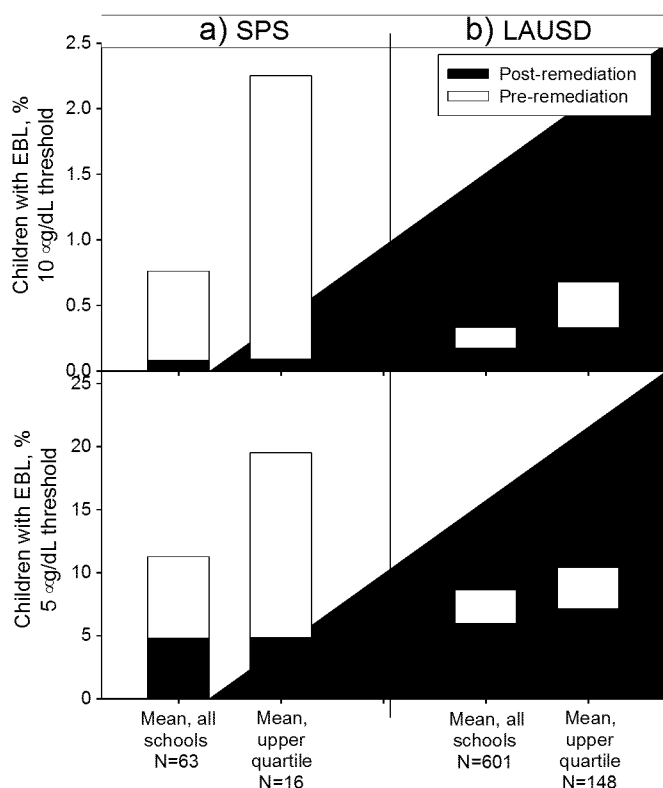 a) SPS
b) LAUSD
Post-remediation
Pre-remediation
Children with EBL, %
10 ∝g/dL threshold
2.5
2.0
1.5
1.0
0.5
0.0
Children with EBL, %
5 ∝g/dL threshold
25
20
15
10
5
0
Mean, all
schools
N=63
Mean,
upper
quartile
N=16
Mean, all
schools
N=601
Mean,
upper
quartile
N=148